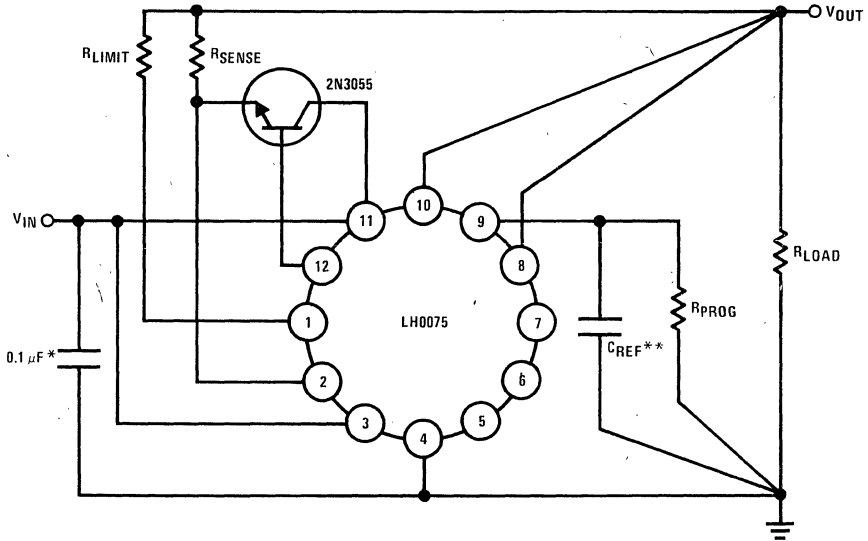 VOUT
RLIMIT
RSENSE
2N3055
VIN
11
10
9
12
8
RLOAD
1
LH0075
7
RPROG
CREF**
0.1 μF*
2
6
3
5
4